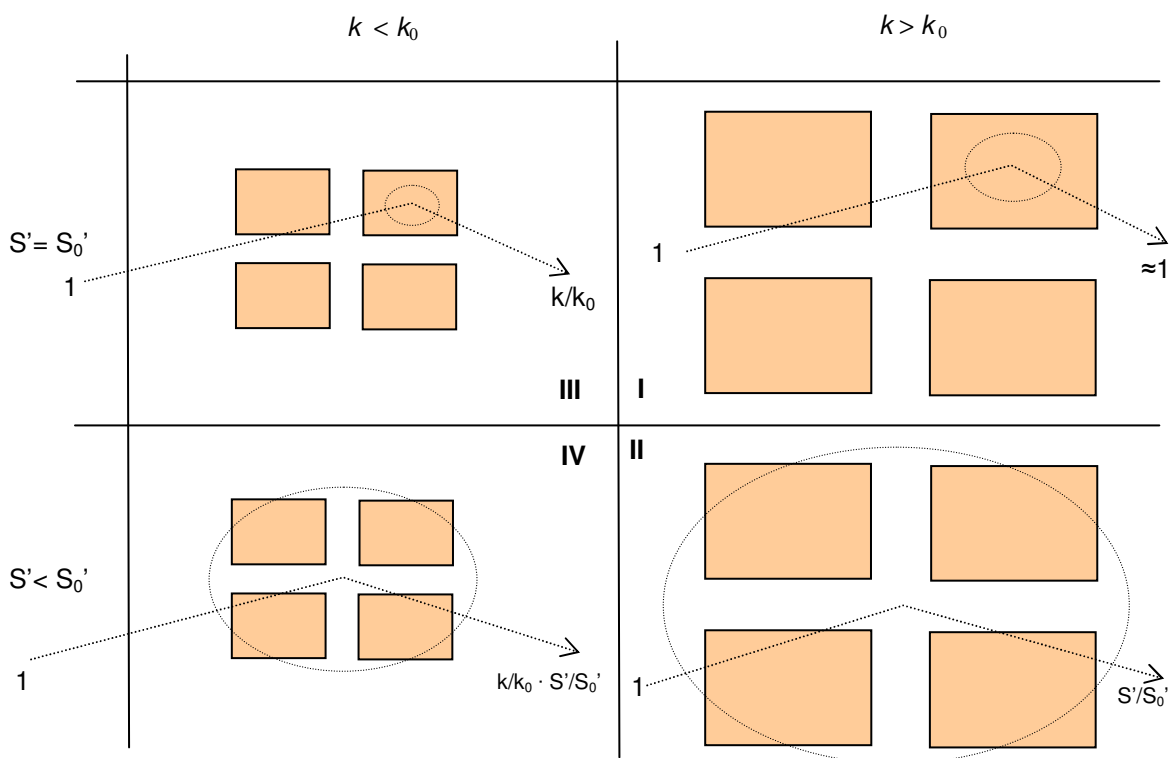 k < k₀
k > k₀
S'= S₀'
1
k/k₀
III
1
≈1
I
S'< S₀'
1
k/k₀ · S'/S₀'
IV
II
1
S'/S₀'